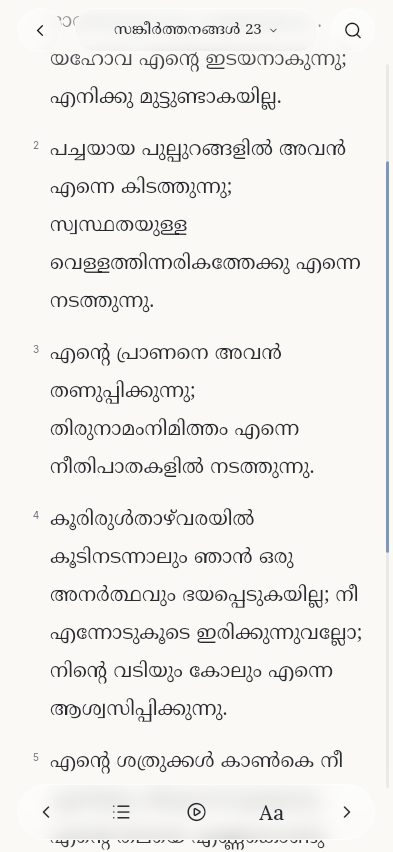 സങ്കീർത്തനങ്ങൾ 23
യഹോവ എന്റെ ഇടയനാകുന്നു;
എനിക്കു മുട്ടുണ്ടാകയില്ല.
2 പച്ചയായ പുല്പുറങ്ങളിൽ അവൻ
എന്നെ കിടത്തുന്നു;
സ്വസ്ഥതയുള്ള
വെള്ളത്തിന്നരികത്തേക്കു എന്നെ
നടത്തുന്നു.
3 എന്റെ പ്രാണനെ അവൻ
തണുപ്പിക്കുന്നു;
തിരുനാമംനിമിത്തം എന്നെ
നീതിപാതകളിൽ നടത്തുന്നു.
4 കൂരിരുൾതാഴ്‌വരയിൽ
കൂടിനടന്നാലും ഞാൻ ഒരു
അനർത്ഥവും ഭയപ്പെടുകയില്ല; നീ
എന്നോടുകൂടെ ഇരിക്കുന്നുവല്ലോ;
നിന്റെ വടിയും കോലും എന്നെ
ആശ്വസിപ്പിക്കുന്നു.
5 എന്റെ ശത്രുക്കൾ കാൺകെ നീ
Aa